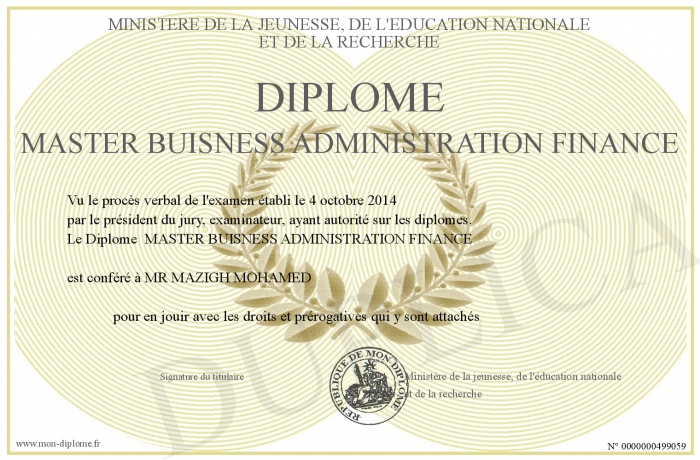 MINISTERE DE LA JEUNESSE, DE L'EDUCATION NATIONALE
ET DE LA RECHERCHE
DIPLOME
MASTER BUISNESS ADMINISTRATION FINANCE
Vu le procès verbal de l'examen établi le 4 octobre 2014
par le président du jury, examinateur, ayant autorité sur les diplomes.
Le Diplome MASTER BUISNESS ADMINISTRATION FINANCE
est conféré à MR MAZIGH MOHAMED
pour en jouir avec les droits et prérogatives qui y sont attachés
DUPLICATA
Signature du titulaire
REPUBLIQUE DE MON-DIPLOME
Ministère de la jeunesse, de l'éducation nationale
et de la recherche
www.mon-diplome.fr
N° 0000000499059